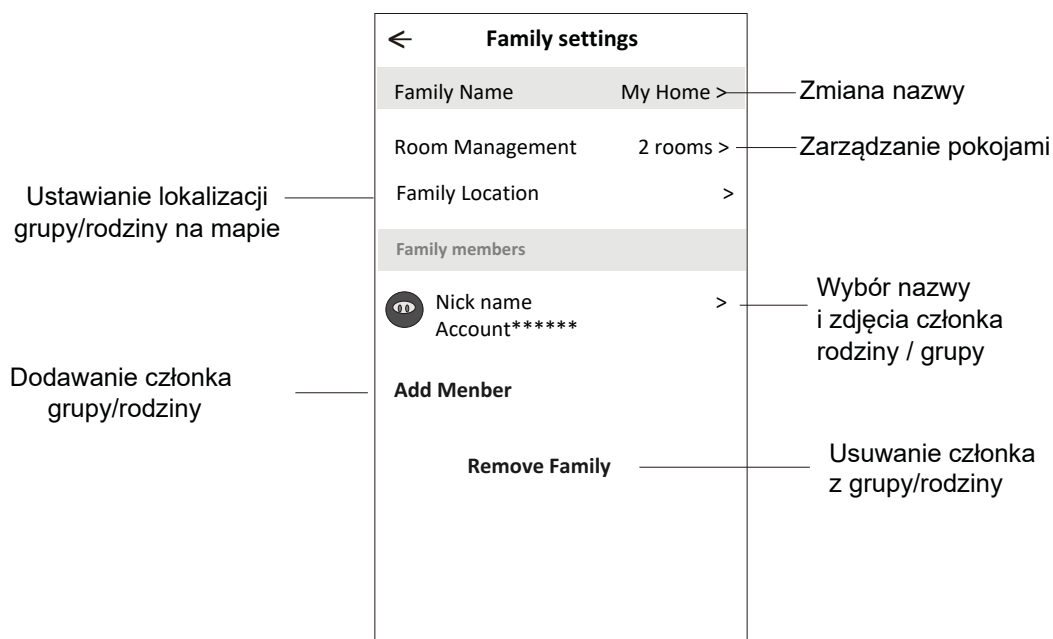 ← Family settings
Family Name My Home > Zmiana nazwy
Room Management 2 rooms > Zarządzanie pokojami
Ustawianie lokalizacji
grupy/rodziny na mapie
Family Location >
Family members
Nick name >
Account******
Wybór nazwy
i zdjęcia członka
rodziny / grupy
Dodawanie członka
grupy/rodziny
Add Menber
Remove Family
Usuwanie członka
z grupy/rodziny